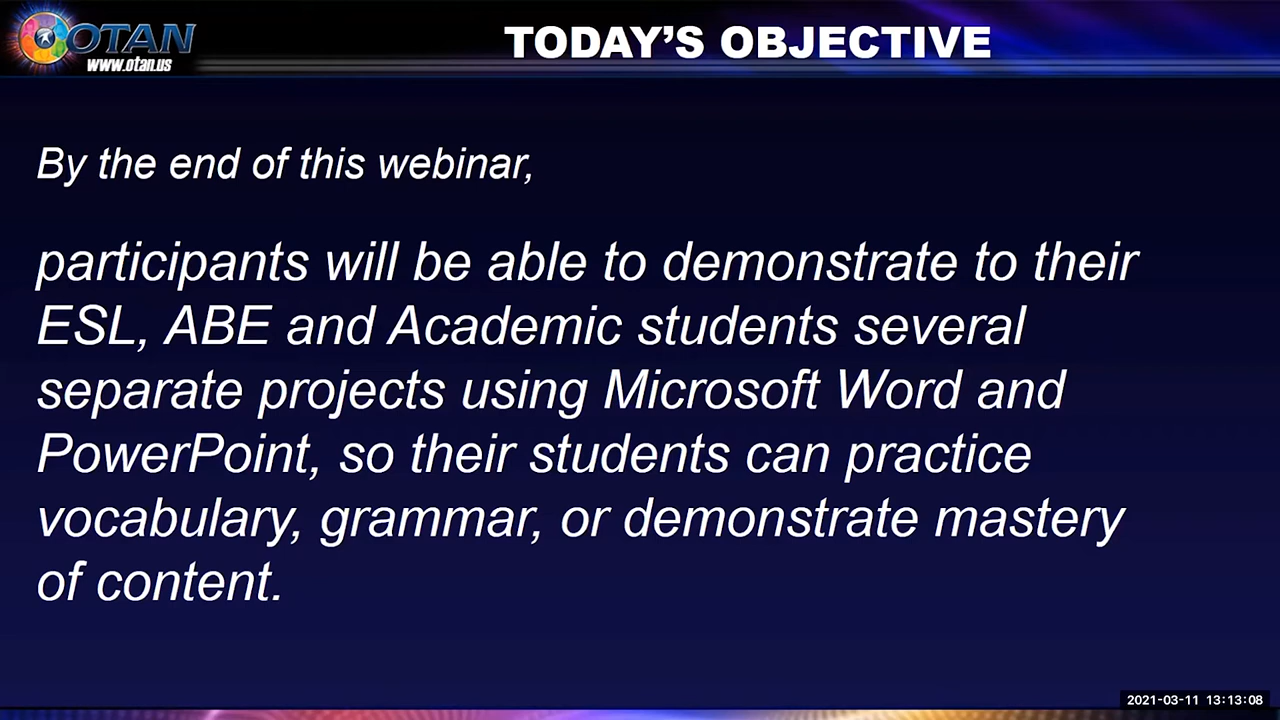 OTAN
www.otan.us
TODAY'S OBJECTIVE
By the end of this webinar,
participants will be able to demonstrate to their
ESL, ABE and Academic students several
separate projects using Microsoft Word and
PowerPoint, so their students can practice
vocabulary, grammar, or demonstrate mastery
of content.
2021-03-11 13:13:08